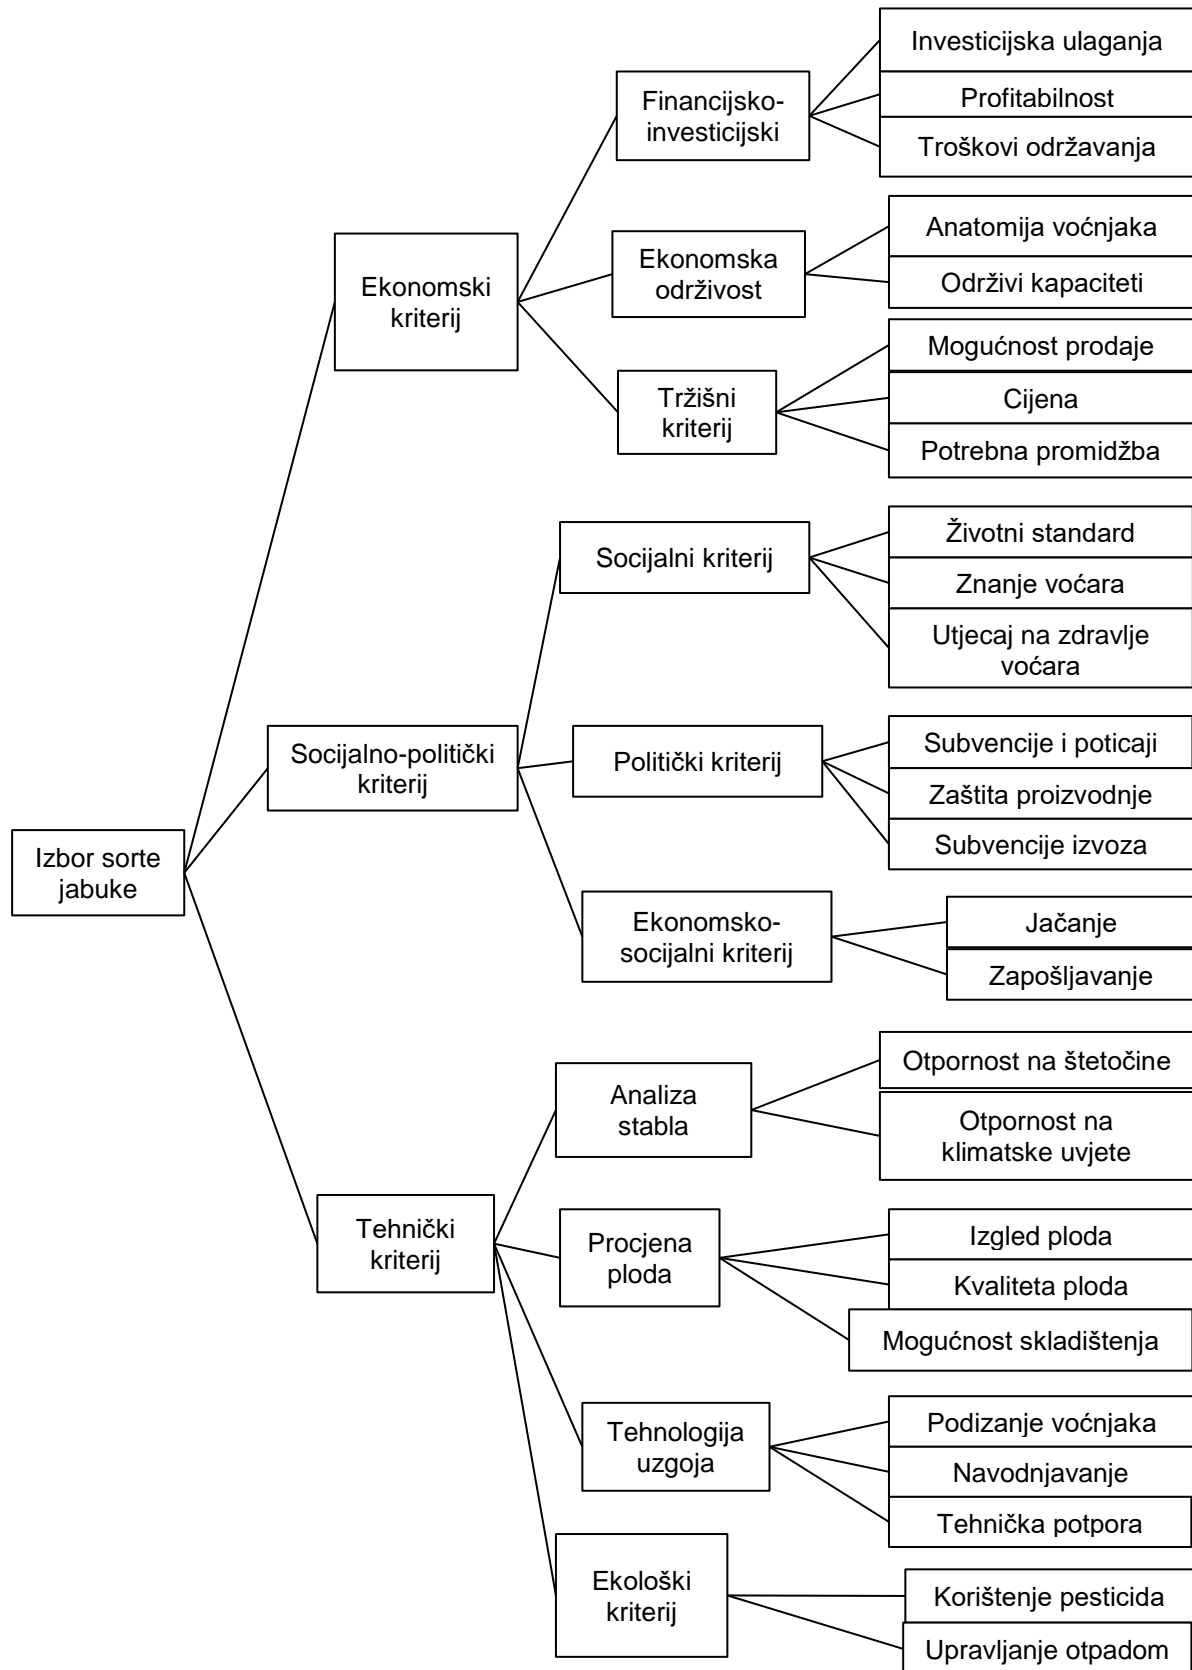 Izbor sorte
jabuke
Ekonomski
kriterij
Financijsko-
investicijski
Investicijska ulaganja
Profitabilnost
Troškovi održavanja
Ekonomska
održivost
Anatomija voćnjaka
Održivi kapaciteti
Tržišni
kriterij
Mogućnost prodaje
Cijena
Potrebna promidžba
Socijalno-politički
kriterij
Socijalni kriterij
Životni standard
Znanje voćara
Utjecaj na zdravlje
voćara
Politički kriterij
Subvencije i poticaji
Zaštita proizvodnje
Subvencije izvoza
Ekonomsko-
socijalni kriterij
Jačanje
Zapošljavanje
Tehnički
kriterij
Analiza
stabla
Otpornost na štetočine
Otpornost na
klimatske uvjete
Procjena
ploda
Izgled ploda
Kvaliteta ploda
Mogućnost skladištenja
Tehnologija
uzgoja
Podizanje voćnjaka
Navodnjavanje
Tehnička potpora
Ekološki
kriterij
Korištenje pesticida
Upravljanje otpadom